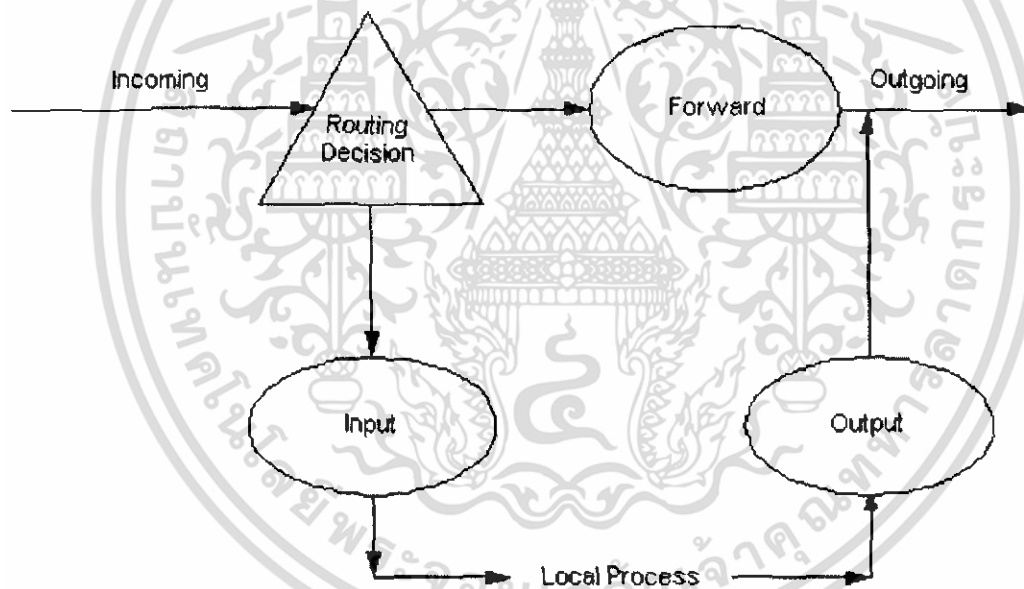 Incoming
Routing
Decision
Forward
Outgoing
Input
Output
Local Process